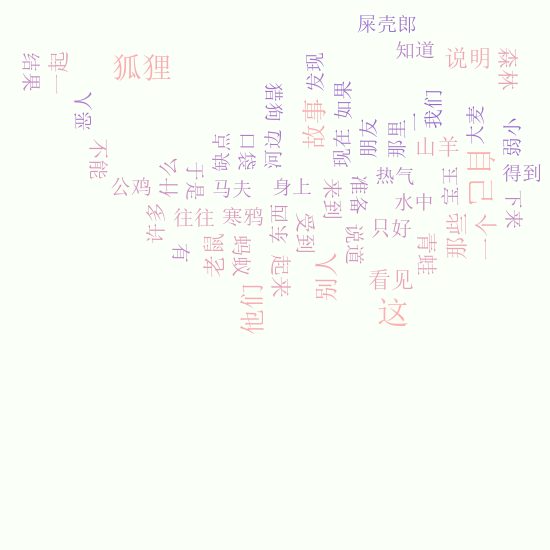 屎壳郎
知道
说明
森林
结果
一起
狐狸
发现
恶人
猎狗
故事
如果
现在
朋友
那里
一
我们
大麦
弱小
山羊
自己
缺点
口袋
河边
不能
什么
于是
公鸡
马夫
身上
来到
准备
热气
水中
宝玉
得到
下来
许多
往往
寒鸦
东西
受到
说道
只好
青蛙
那些
一个
有
老鼠
蚂蚁
起来
别人
看见
他们
这